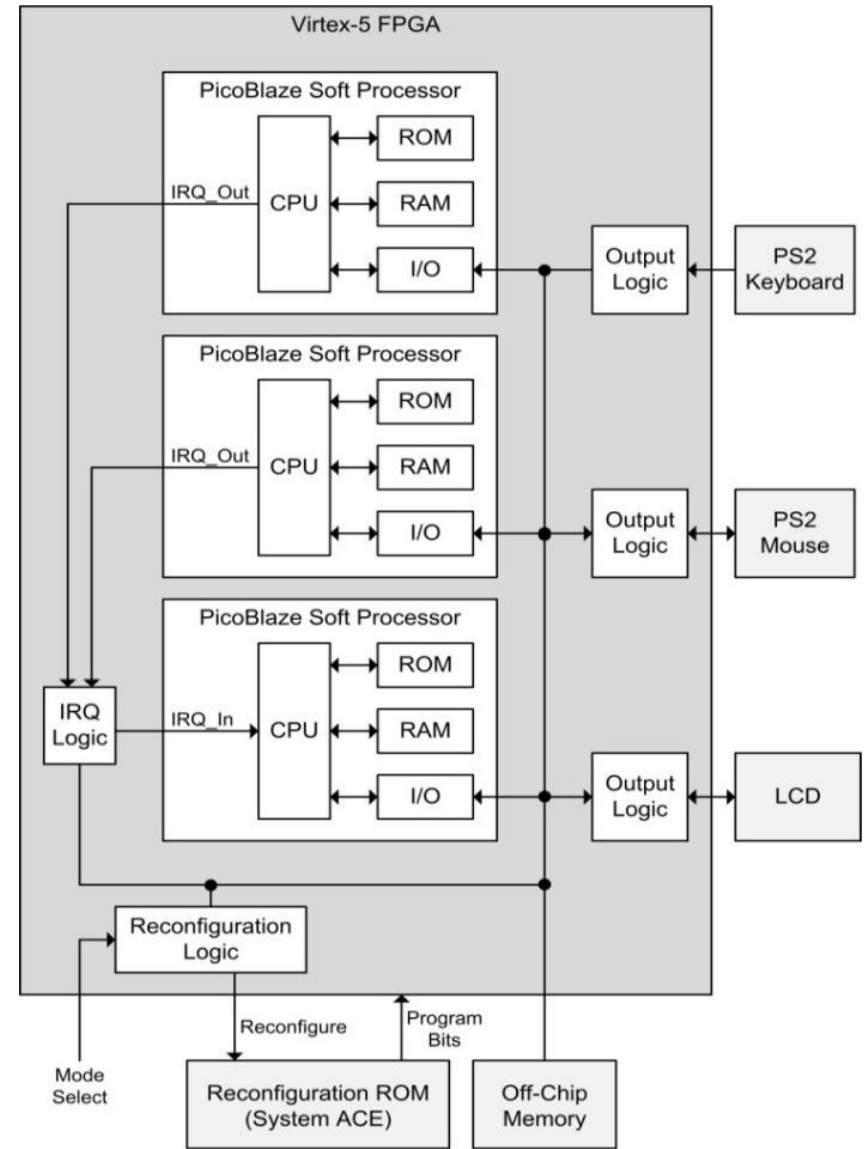 Virtex-5 FPGA
PicoBlaze Soft Processor
ROM
IRQ_Out
CPU
RAM
I/O
Output
Logic
PS2
Keyboard
PicoBlaze Soft Processor
ROM
IRQ_Out
CPU
RAM
I/O
Output
Logic
PS2
Mouse
PicoBlaze Soft Processor
ROM
IRQ
Logic
IRQ_In
CPU
RAM
I/O
Output
Logic
LCD
Reconfiguration
Logic
Reconfigure
Program
Bits
Mode
Select
Reconfiguration ROM
(System ACE)
Off-Chip
Memory